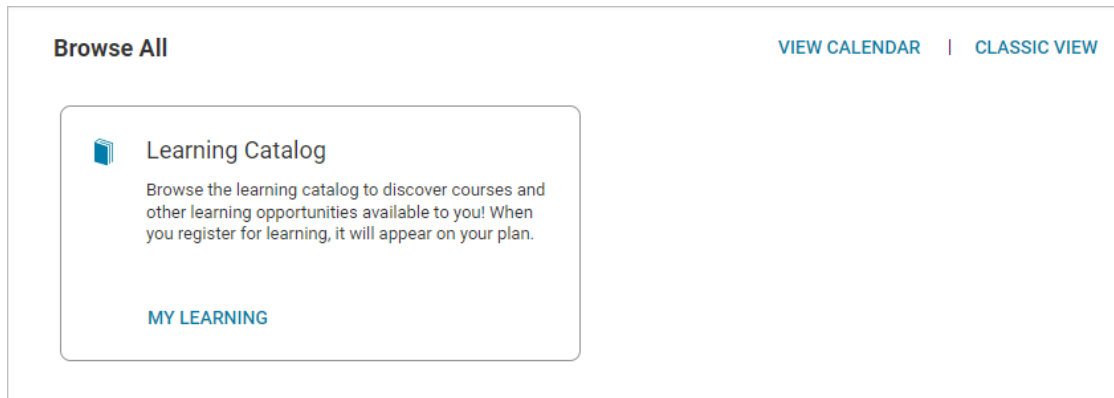 Browse All
VIEW CALENDAR | CLASSIC VIEW
Learning Catalog
Browse the learning catalog to discover courses and
other learning opportunities available to you! When
you register for learning, it will appear on your plan.
MY LEARNING